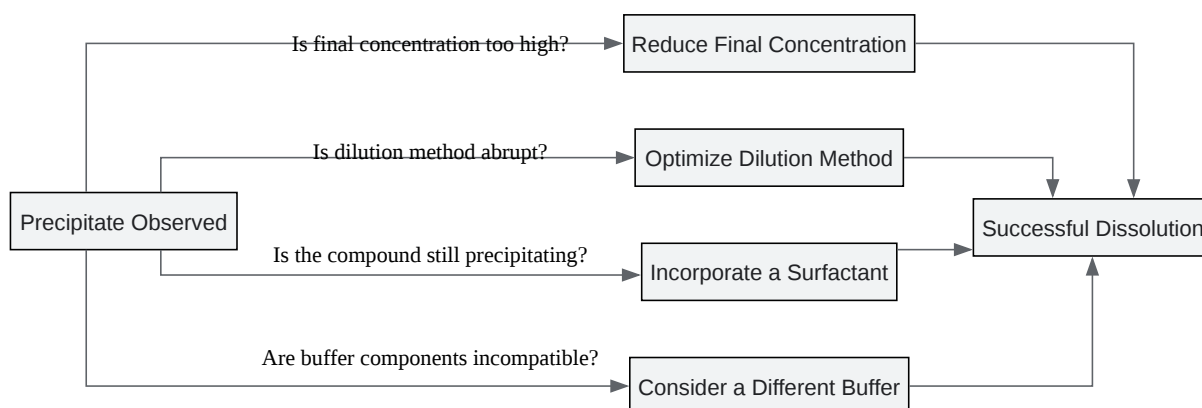 Is final concentration too high?
Reduce Final Concentration
Is dilution method abrupt?
Optimize Dilution Method
Precipitate Observed
Successful Dissolution
Is the compound still precipitating?
Incorporate a Surfactant
Are buffer components incompatible?
Consider a Different Buffer